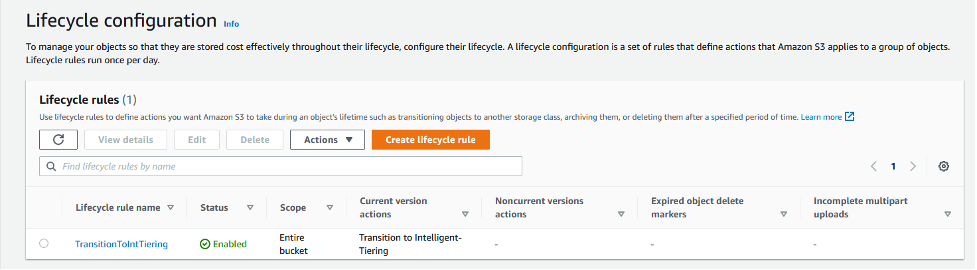 Lifecycle configuration Info
To manage your objects so that they are stored cost effectively throughout their lifecycle, configure their lifecycle. A lifecycle configuration is a set of rules that define actions that Amazon S3 applies to a group of objects.
Lifecycle rules run once per day.
Lifecycle rules (1)
Use lifecycle rules to define actions you want Amazon S3 to take during an object's lifetime such as transitioning objects to another storage class, archiving them, or deleting them after a specified period of time. Learn more
View details Edit Delete Actions Create lifecycle rule
Find lifecycle rules by name 1
Lifecycle rule name Status Scope Current version actions Noncurrent versions actions Expired object delete markers Incomplete multipart uploads
TransitionToIntTiering Enabled Entire bucket Transition to Intelligent-Tiering - - -